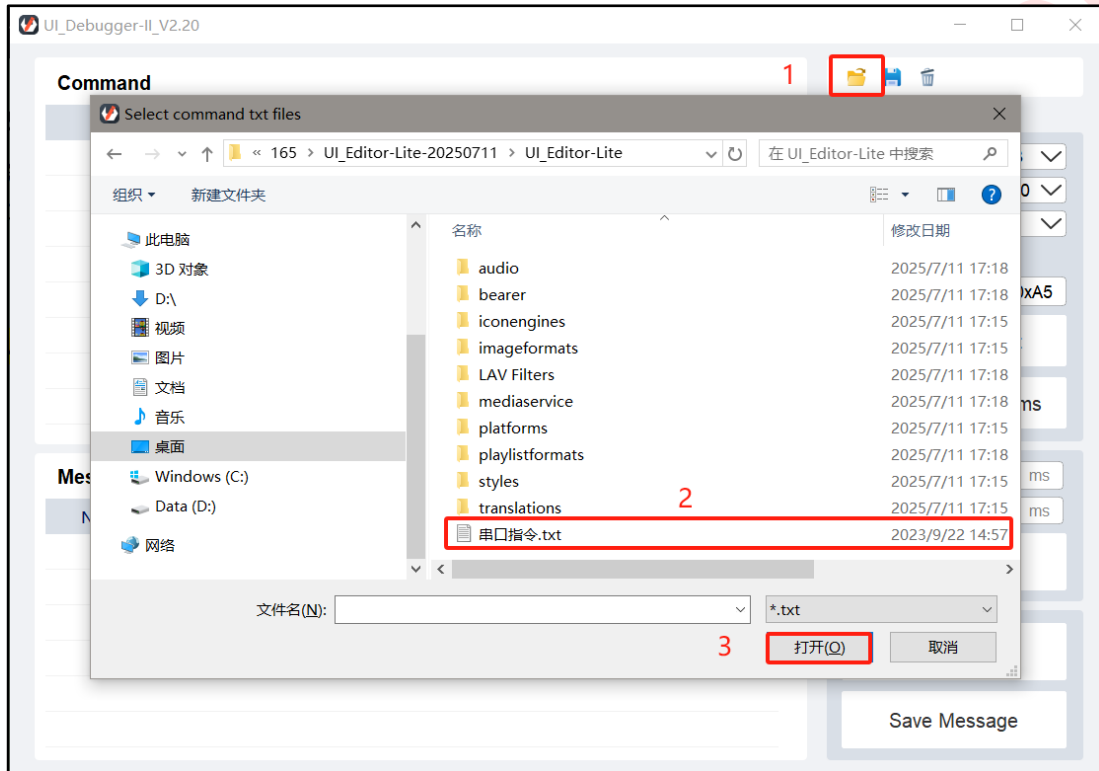 UI_Debugger-II_V2.20
Command
1
Select command txt files
« 165 › UI_Editor-Lite-20250711 › UI_Editor-Lite
在 UI_Editor-Lite 中搜索
组织
新建文件夹
名称
修改日期
此电脑
3D 对象
D:\
视频
图片
文档
音乐
桌面
Windows (C:)
Data (D:)
网络
audio 2025/7/11 17:18
bearer 2025/7/11 17:18
iconengines 2025/7/11 17:15
imageformats 2025/7/11 17:15
LAV Filters 2025/7/11 17:18
mediaservice 2025/7/11 17:18
platforms 2025/7/11 17:15
playlistformats 2025/7/11 17:18
styles 2025/7/11 17:15
translations 2025/7/11 17:15
2
串口指令.txt 2023/9/22 14:57
文件名(N):
*.txt
3
打开(O)
取消
0
0xA5
ms
Mes
N
ms
ms
Save Message